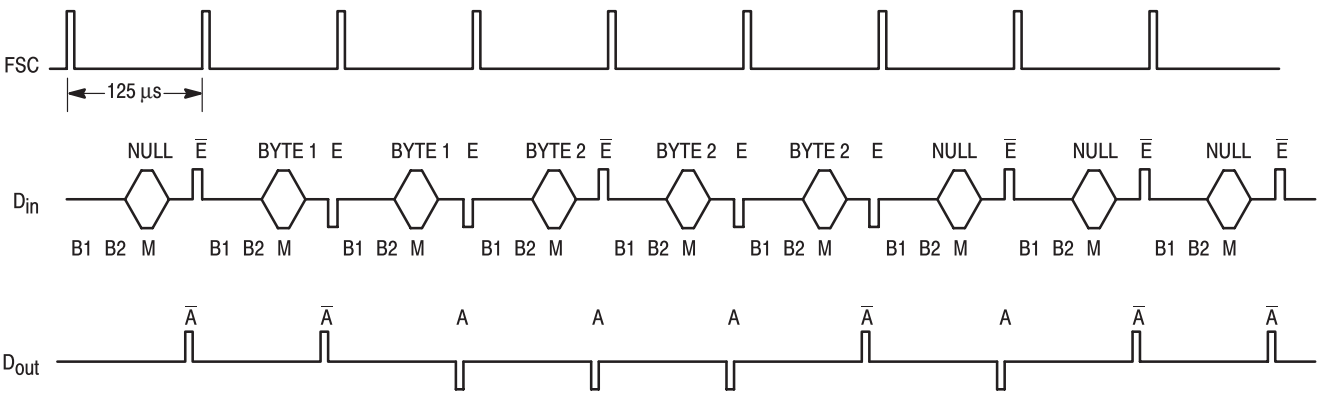 FSC
125 µs
NULL E̅ BYTE 1 E BYTE 1 E BYTE 2 E̅ BYTE 2 E BYTE 2 E NULL E̅ NULL E̅ NULL E̅
Din
B1 B2 M B1 B2 M B1 B2 M B1 B2 M B1 B2 M B1 B2 M B1 B2 M B1 B2 M B1 B2 M
A̅ A̅ A A A A̅ A A̅ A̅
Dout